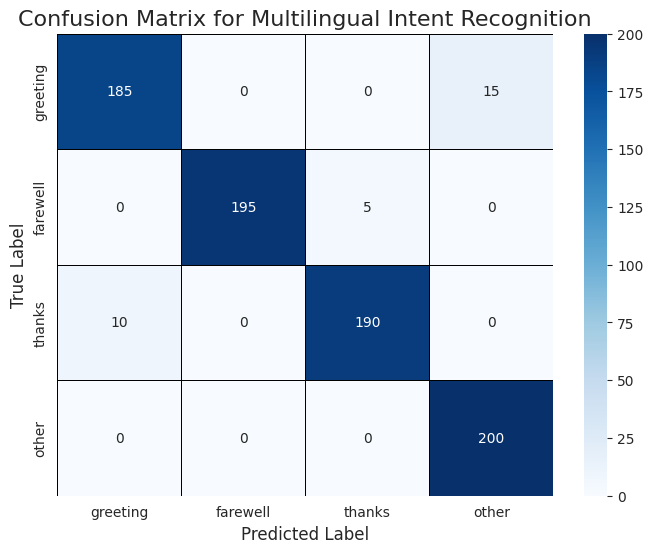 Confusion Matrix for Multilingual Intent Recognition
True Label
greeting 185 0 0 15
farewell 0 195 5 0
thanks 10 0 190 0
other 0 0 0 200
greeting farewell thanks other
Predicted Label
200
175
150
125
100
75
50
25
0